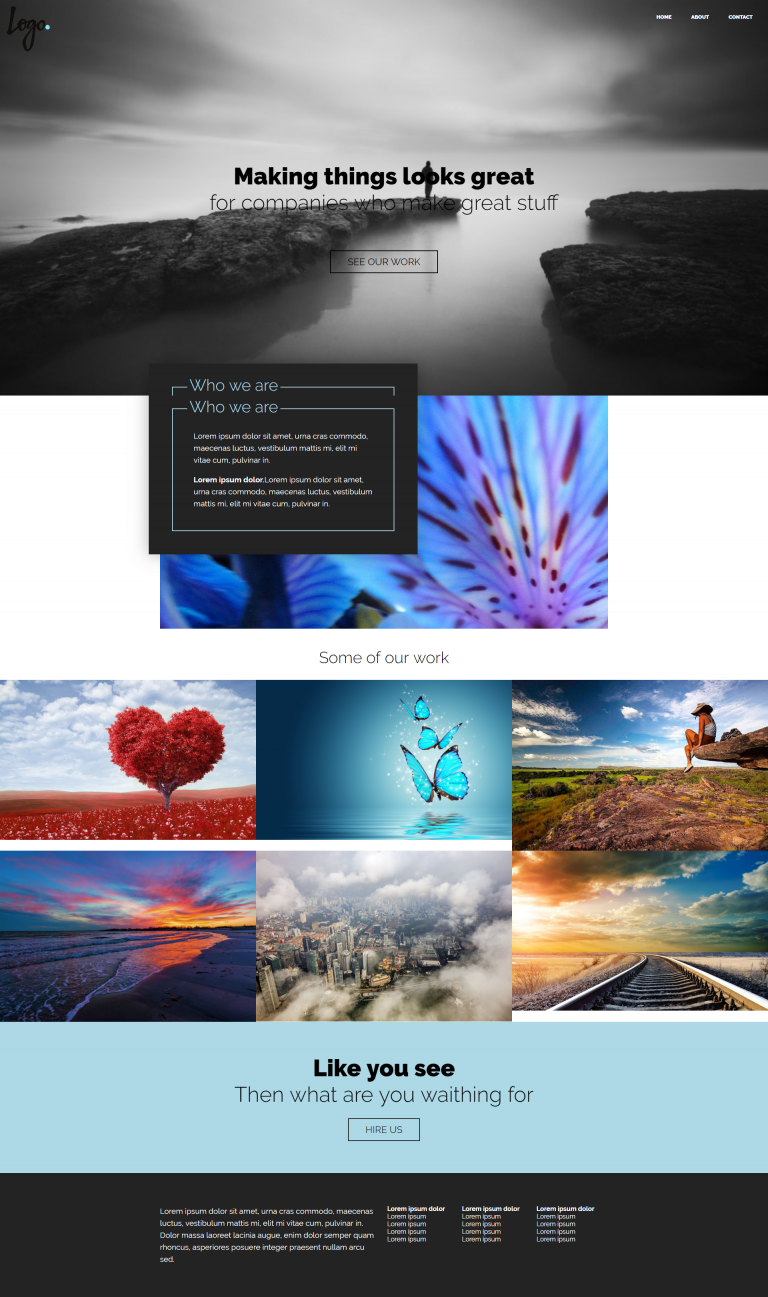 Logo.
HOME ABOUT CONTACT
Making things looks great
for companies who make great stuff
SEE OUR WORK
Who we are
Who we are
Lorem ipsum dolor sit amet, urna cras commodo,
maecenas luctus, vestibulum mattis mi, elit mi
vitae cum, pulvinar in.
Lorem ipsum dolor.Lorem ipsum dolor sit amet,
urna cras commodo, maecenas luctus, vestibulum
mattis mi, elit mi vitae cum, pulvinar in.
Some of our work
Like you see
Then what are you waithing for
HIRE US
Lorem ipsum dolor sit amet, urna cras commodo, maecenas
luctus, vestibulum mattis mi, elit mi vitae cum, pulvinar in.
Dolor massa laoreet lacinia augue, enim dolor semper quam
rhoncus, asperiores posuere integer praesent nullam arcu
sed.
Lorem ipsum dolor
Lorem ipsum
Lorem ipsum
Lorem ipsum
Lorem ipsum
Lorem ipsum dolor
Lorem ipsum
Lorem ipsum
Lorem ipsum
Lorem ipsum
Lorem ipsum dolor
Lorem ipsum
Lorem ipsum
Lorem ipsum
Lorem ipsum